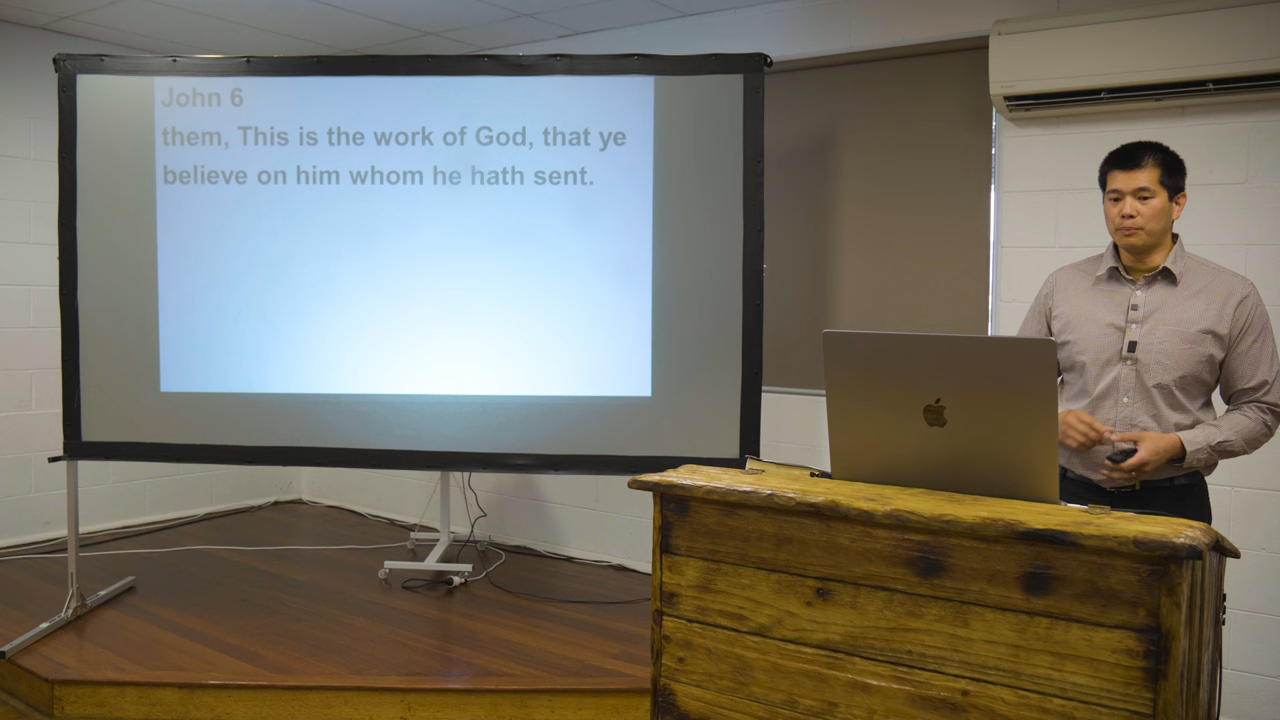 John 6
them, This is the work of God, that ye
believe on him whom he hath sent.